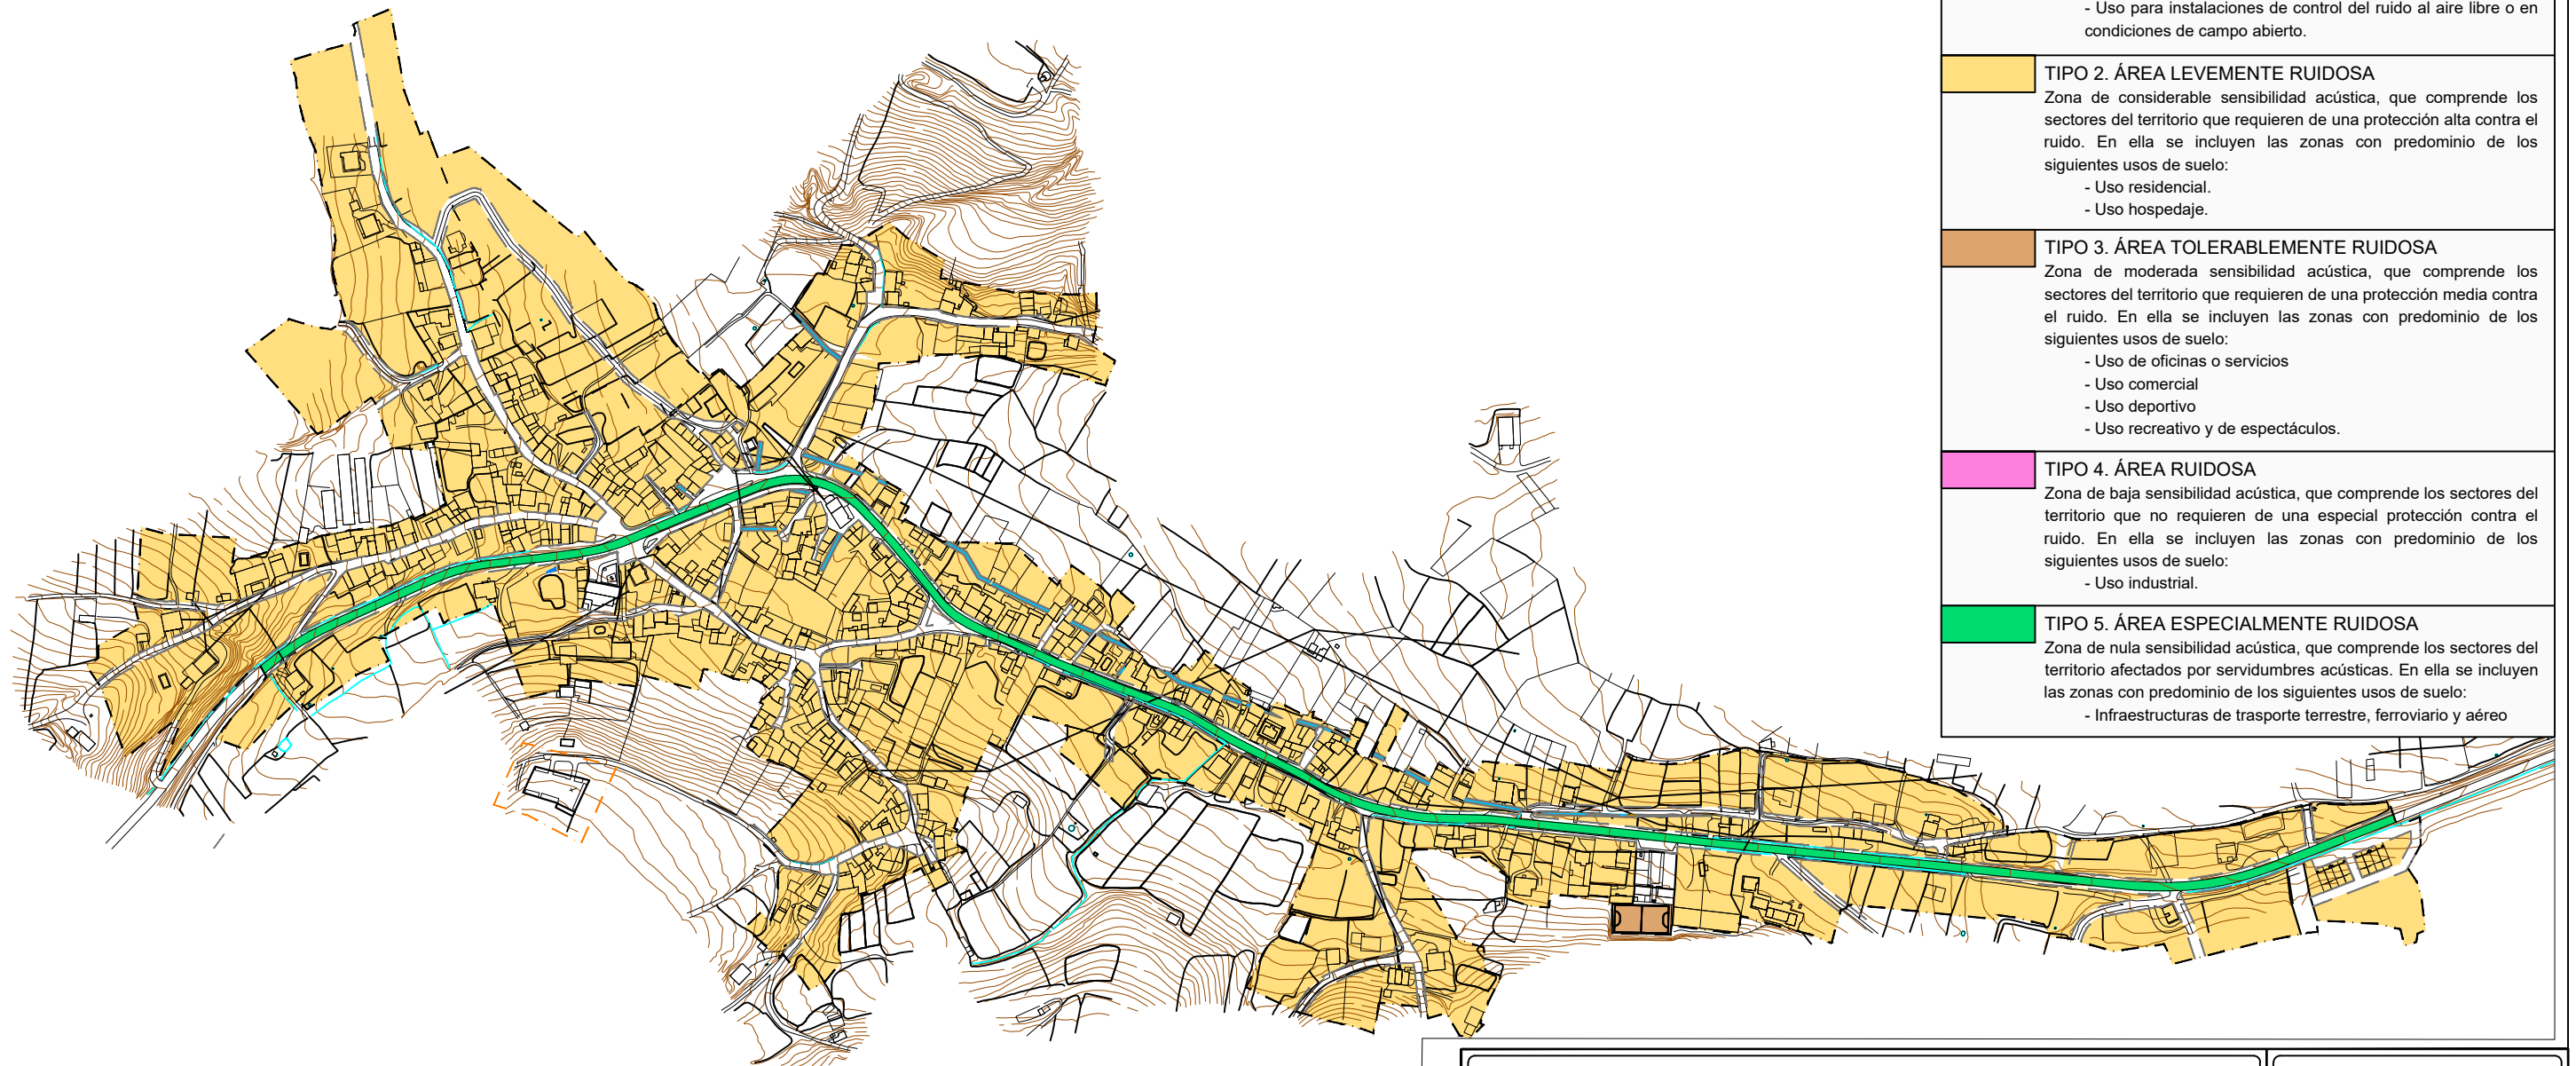 - Uso para instalaciones de control del ruido al aire libre o en
condiciones de campo abierto.
TIPO 2. ÁREA LEVEMENTE RUIDOSA
Zona de considerable sensibilidad acústica, que comprende los
sectores del territorio que requieren de una protección alta contra el
ruido. En ella se incluyen las zonas con predominio de los
siguientes usos de suelo:
- Uso residencial.
- Uso hospedaje.
TIPO 3. ÁREA TOLERABLEMENTE RUIDOSA
Zona de moderada sensibilidad acústica, que comprende los
sectores del territorio que requieren de una protección media contra
el ruido. En ella se incluyen las zonas con predominio de los
siguientes usos de suelo:
- Uso de oficinas o servicios
- Uso comercial
- Uso deportivo
- Uso recreativo y de espectáculos.
TIPO 4. ÁREA RUIDOSA
Zona de baja sensibilidad acústica, que comprende los sectores del
territorio que no requieren de una especial protección contra el
ruido. En ella se incluyen las zonas con predominio de los
siguientes usos de suelo:
- Uso industrial.
TIPO 5. ÁREA ESPECIALMENTE RUIDOSA
Zona de nula sensibilidad acústica, que comprende los sectores del
territorio afectados por servidumbres acústicas. En ella se incluyen
las zonas con predominio de los siguientes usos de suelo:
- Infraestructuras de trasporte terrestre, ferroviario y aéreo